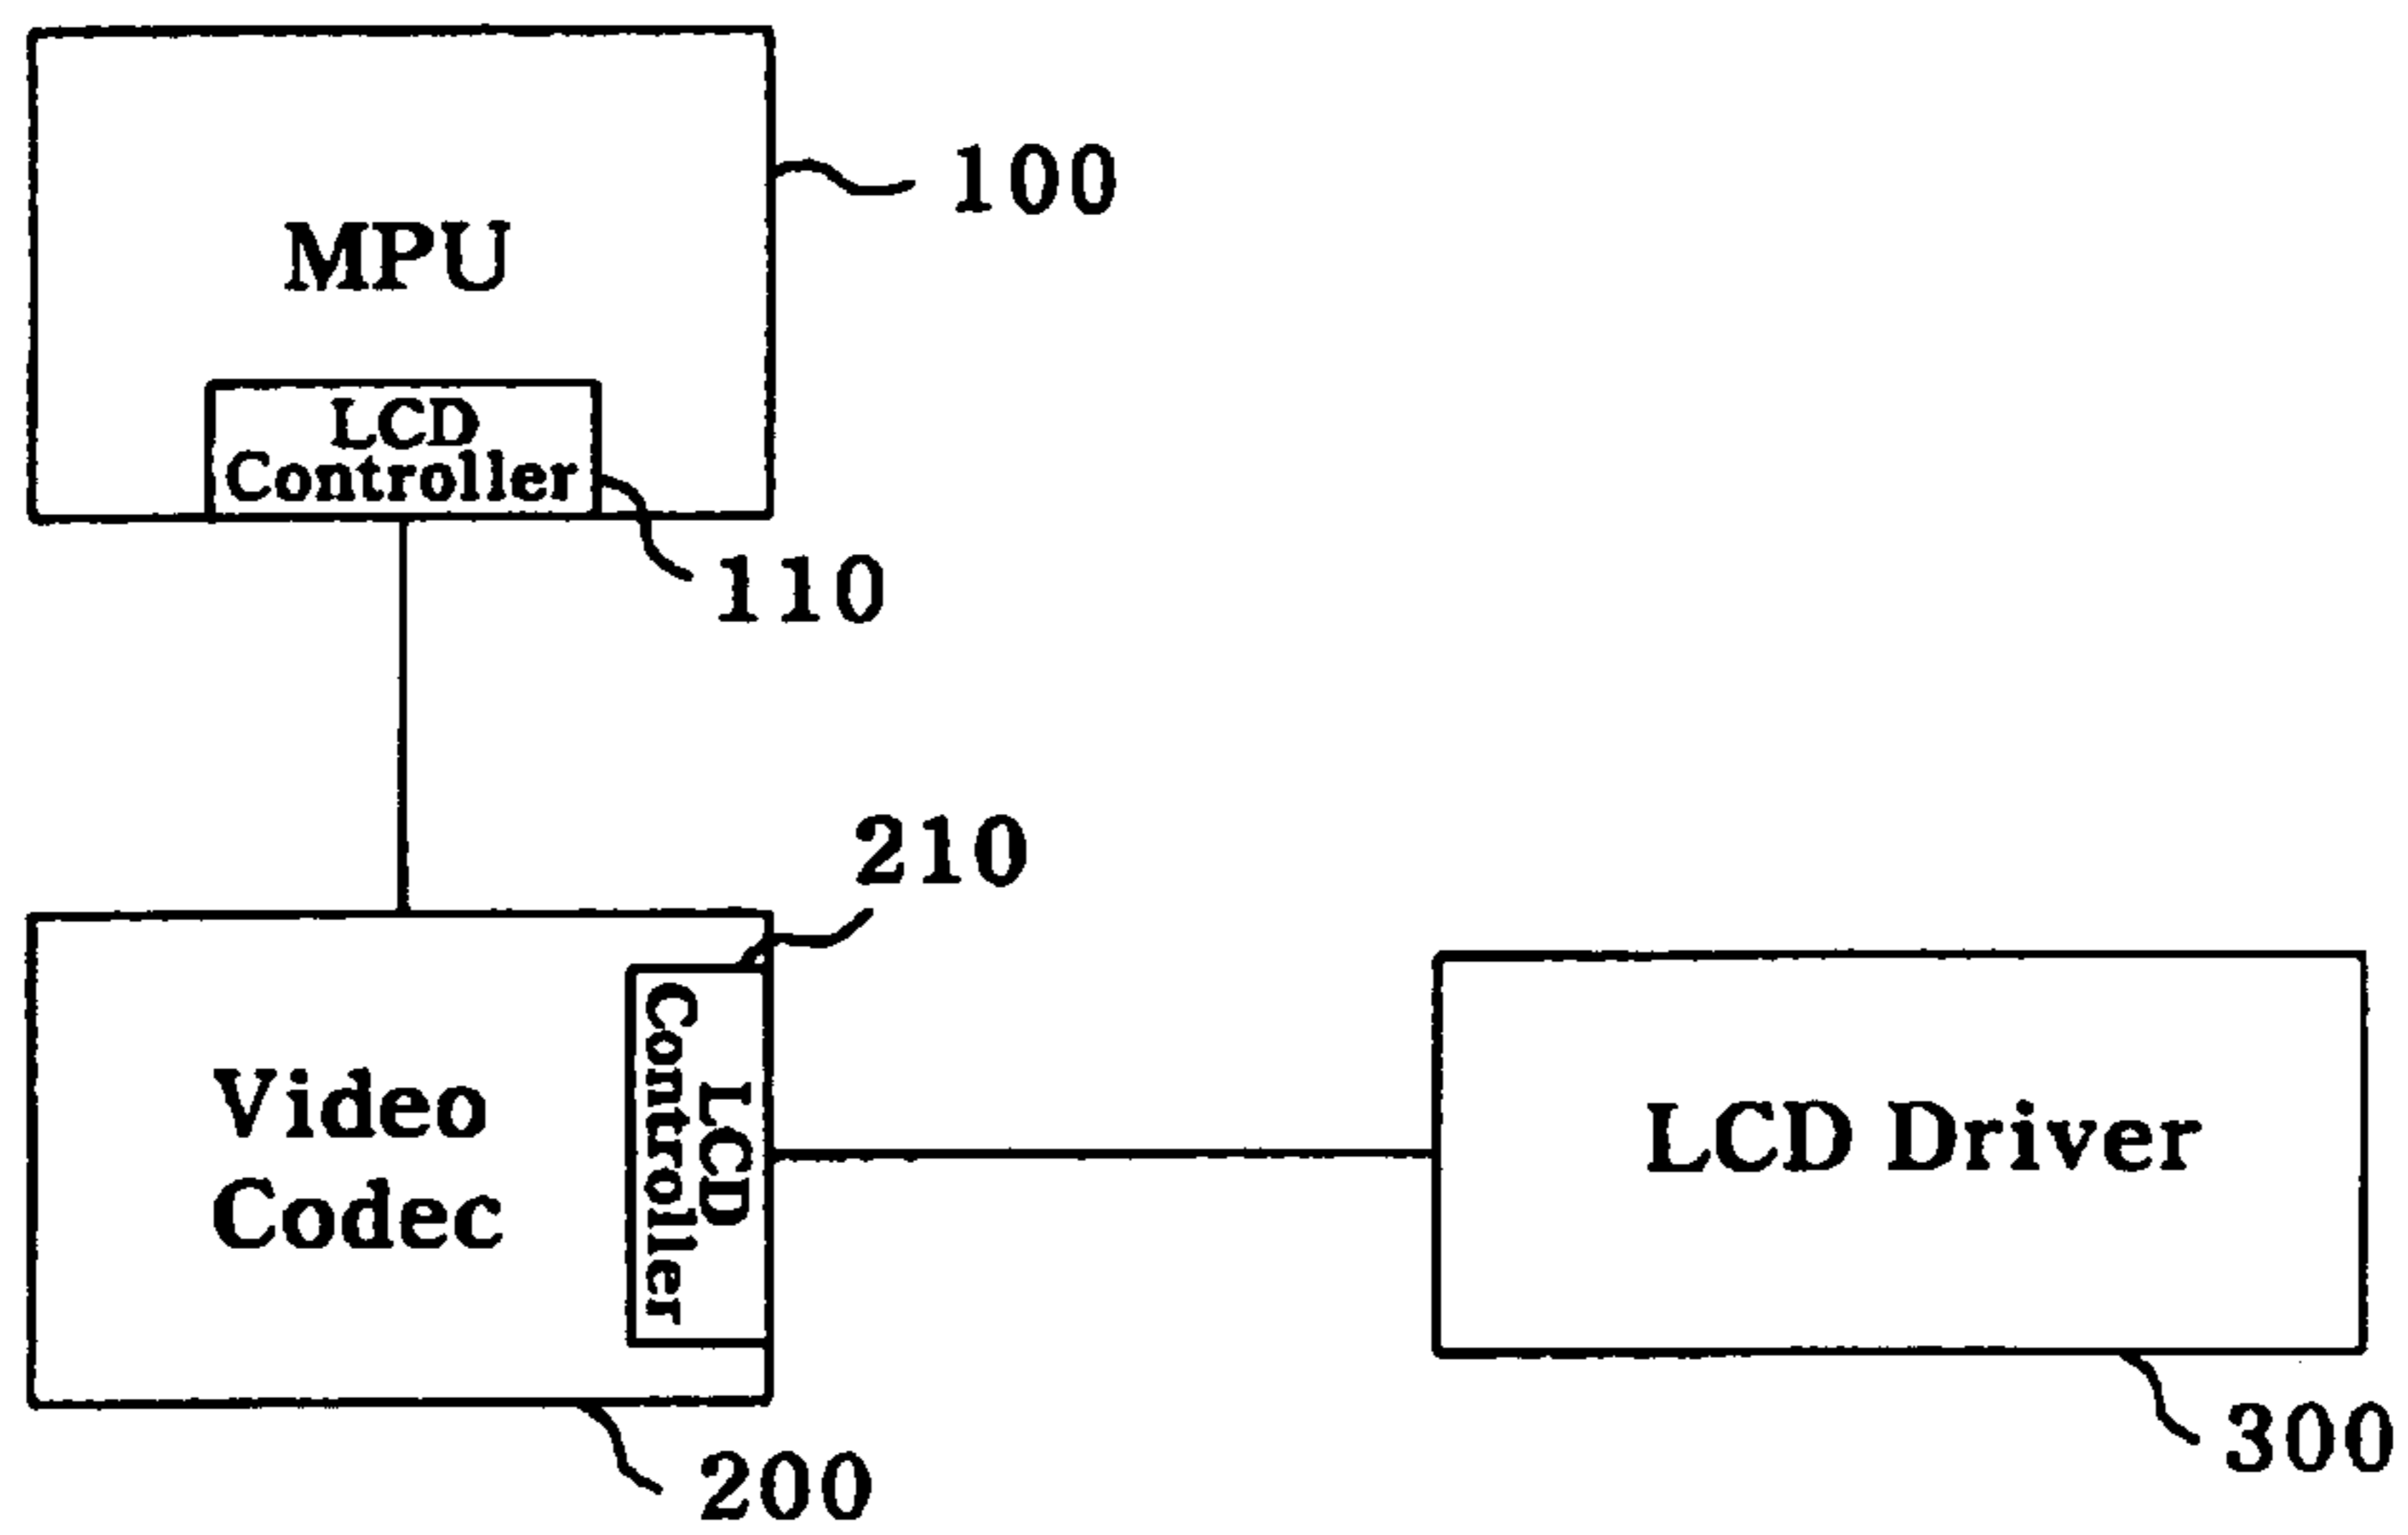 100
MPU
LCD
Controller
110
210
LCD
Controller
Video
Codec
LCD Driver
300
200